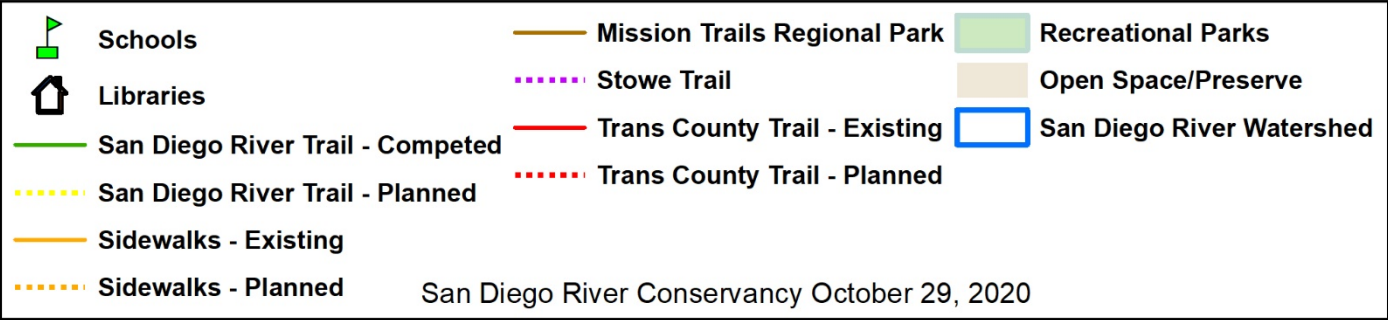 Schools
Libraries
San Diego River Trail - Competed
San Diego River Trail - Planned
Sidewalks - Existing
Sidewalks - Planned
Mission Trails Regional Park
Stowe Trail
Trans County Trail - Existing
Trans County Trail - Planned
Recreational Parks
Open Space/Preserve
San Diego River Watershed
San Diego River Conservancy October 29, 2020